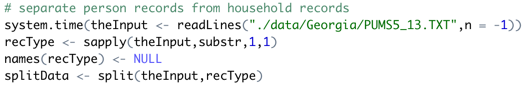 # separate person records from household records
system.time(theInput <- readLines("./data/Georgia/PUMS5_13.TXT",n = -1))
recType <- sapply(theInput,substr,1,1)
names(recType) <- NULL
splitData <- split(theInput,recType)